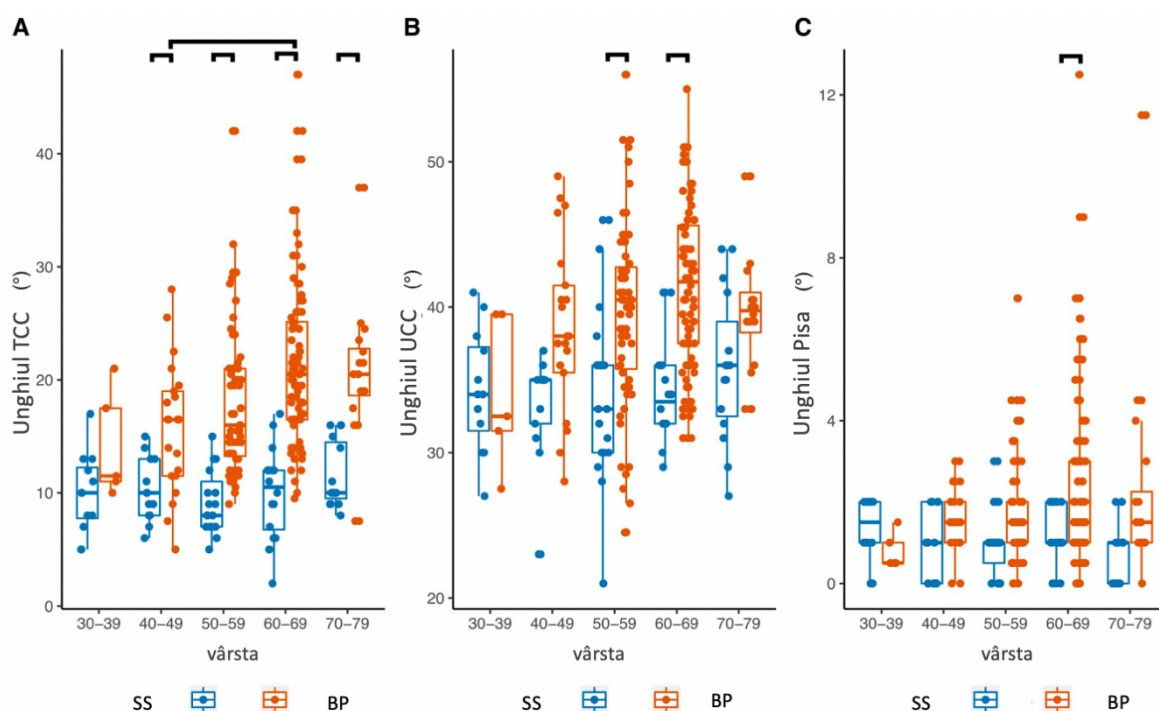 A
Unghiul TCC (°)
40
30
20
10
0
30–39 40–49 50–59 60–69 70–79
vârsta
SS BP
B
Unghiul UCC (°)
50
40
30
20
30–39 40–49 50–59 60–69 70–79
vârsta
SS BP
C
Unghiul Pisa (°)
12
8
4
0
30–39 40–49 50–59 60–69 70–79
vârsta
SS BP